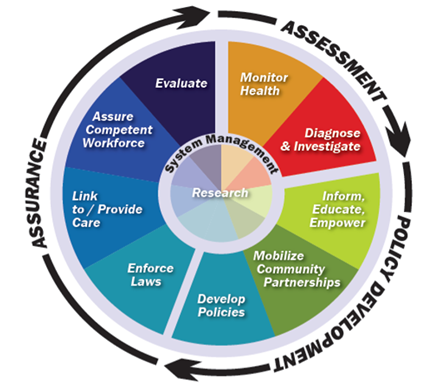 ASSESSMENT
Monitor
Health
Diagnose
& Investigate
POLICY DEVELOPMENT
Inform,
Educate,
Empower
Mobilize
Community
Partnerships
Develop
Policies
ASSURANCE
Enforce
Laws
Link
to / Provide
Care
Assure
Competent
Workforce
Evaluate
System Management
Research